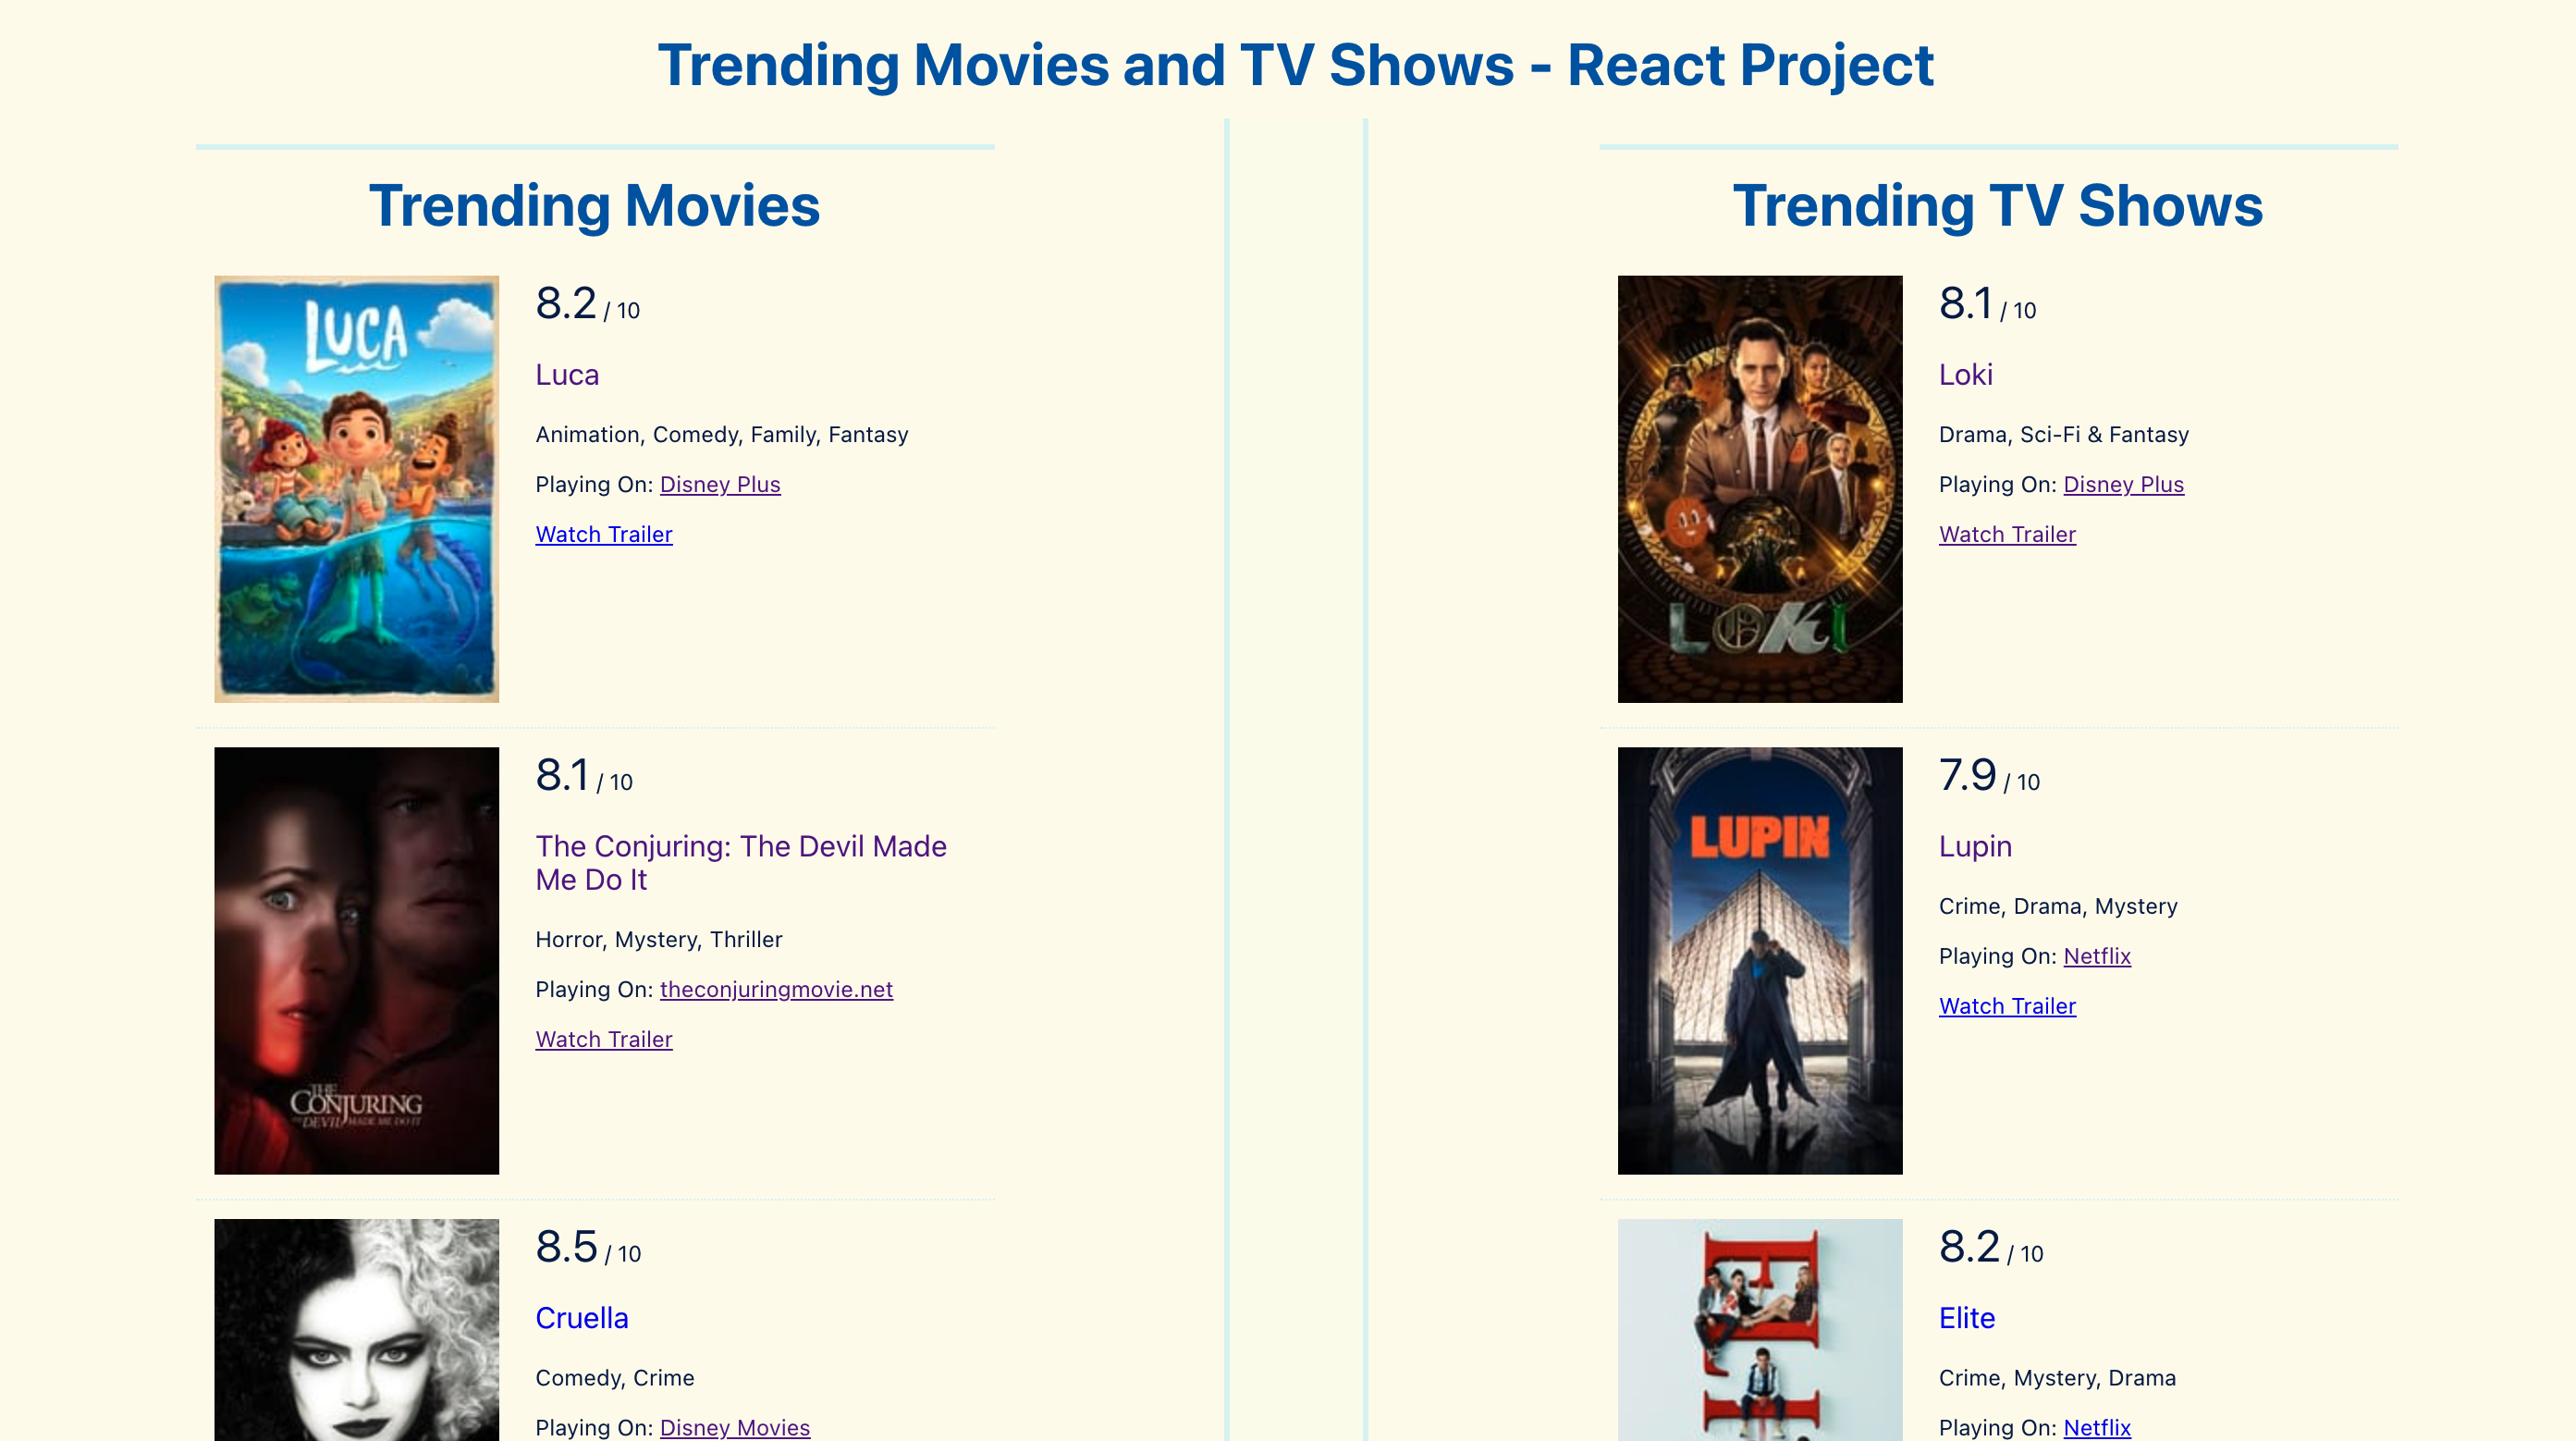 Trending Movies and TV Shows - React Project
Trending Movies
LUCA
8.2 / 10
Luca
Animation, Comedy, Family, Fantasy
Playing On: Disney Plus
Watch Trailer
THE
CONJURING
THE DEVIL MADE ME DO IT
8.1 / 10
The Conjuring: The Devil Made
Me Do It
Horror, Mystery, Thriller
Playing On: theconjuringmovie.net
Watch Trailer
8.5 / 10
Cruella
Comedy, Crime
Playing On: Disney Movies
Trending TV Shows
LOKI
8.1 / 10
Loki
Drama, Sci-Fi & Fantasy
Playing On: Disney Plus
Watch Trailer
LUPIN
7.9 / 10
Lupin
Crime, Drama, Mystery
Playing On: Netflix
Watch Trailer
8.2 / 10
Elite
Crime, Mystery, Drama
Playing On: Netflix